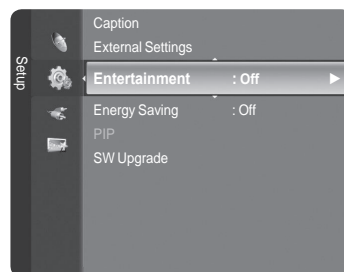 Setup
Caption
External Settings
Entertainment : Off
Energy Saving : Off
PIP
SW Upgrade